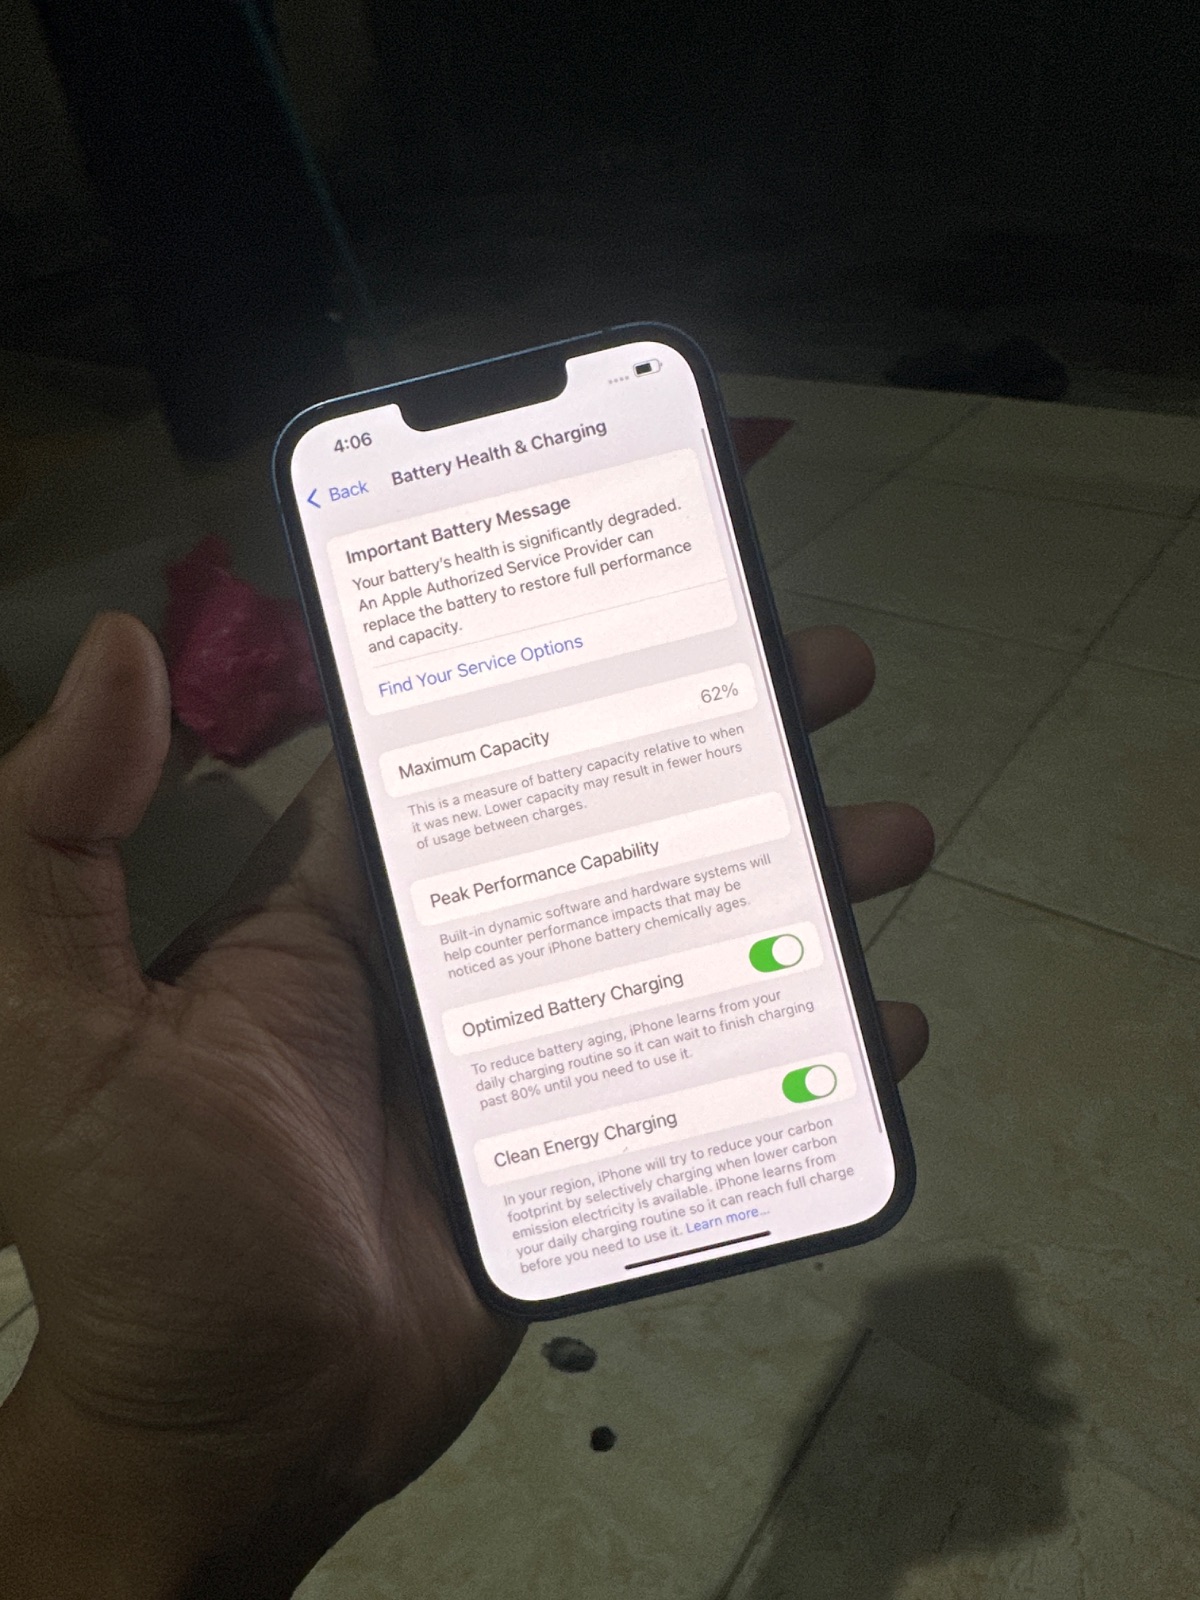 4:06
Back
Battery Health & Charging
Important Battery Message
Your battery's health is significantly degraded.
An Apple Authorized Service Provider can
replace the battery to restore full performance
and capacity.
Find Your Service Options
Maximum Capacity 62%
This is a measure of battery capacity relative to when
it was new. Lower capacity may result in fewer hours
of usage between charges.
Peak Performance Capability
Built-in dynamic software and hardware systems will
help counter performance impacts that may be
noticed as your iPhone battery chemically ages.
Optimized Battery Charging
To reduce battery aging, iPhone learns from your
daily charging routine so it can wait to finish charging
past 80% until you need to use it.
Clean Energy Charging
In your region, iPhone will try to reduce your carbon
footprint by selectively charging when lower carbon
emission electricity is available. iPhone learns from
your daily charging routine so it can reach full charge
before you need to use it. Learn more...